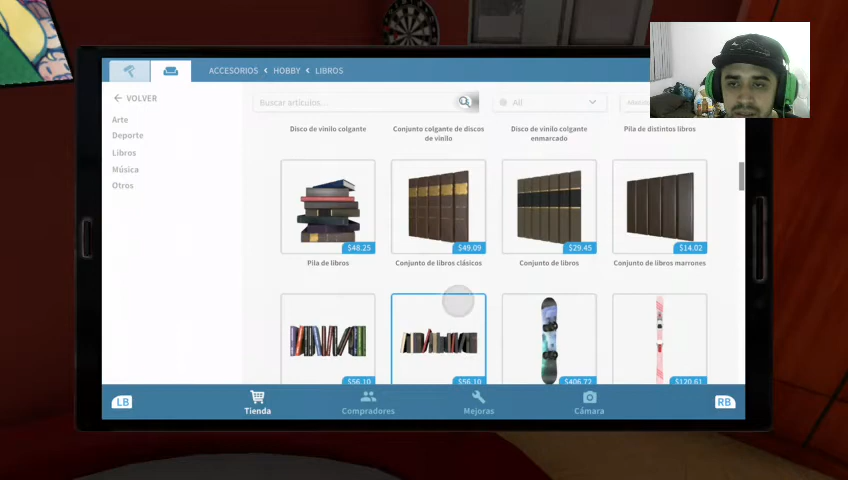 ACCESORIOS < HOBBY < LIBROS
VOLVER
Arte
Deporte
Libros
Música
Otros
Buscar artículos...
All
Disco de vinilo colgante
Conjunto colgante de discos de vinilo
Disco de vinilo colgante enmarcado
Pila de distintos libros
$48.25
$49.09
$29.45
$14.02
Pila de libros
Conjunto de libros clásicos
Conjunto de libros
Conjunto de libros marrones
$56.10
$56.10
$406.72
$120.61
LB
Tienda
Compradores
Mejoras
Cámara
RB